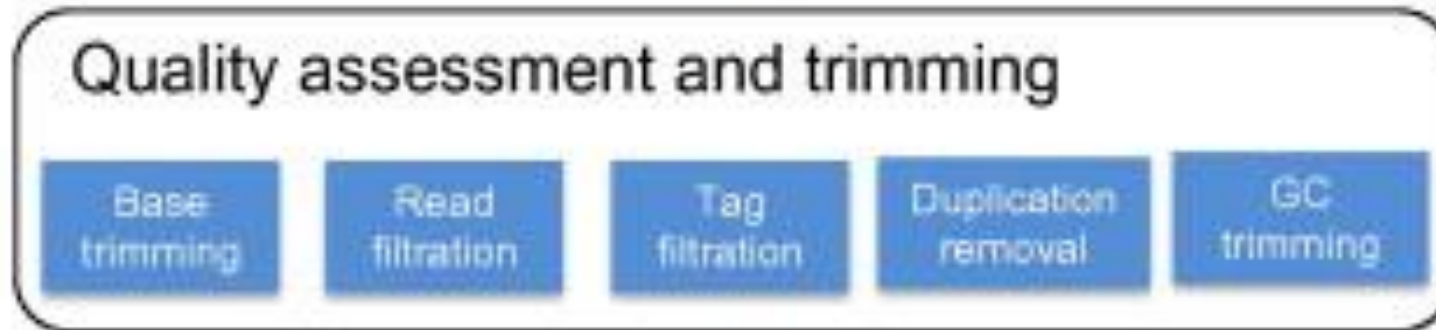 Quality assessment and trimming
Base
trimming
Read
filtration
Tag
filtration
Duplication
removal
GC
trimming